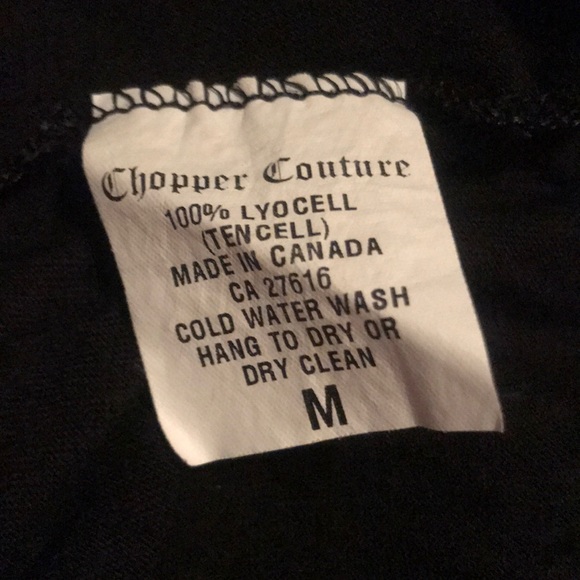 Chopper Couture
100% LYOCELL
(TENCELL)
MADE IN CANADA
CA 27616
COLD WATER WASH
HANG TO DRY OR
DRY CLEAN
M